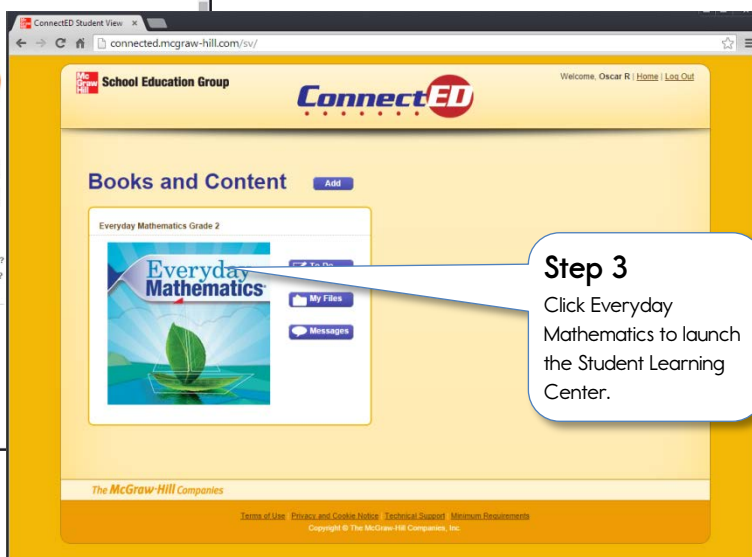 ConnectED Student View
connected.mcgraw-hill.com/sv/
Mc Graw Hill School Education Group
ConnectED
Welcome, Oscar R | Home | Log Out
Books and Content
Add
Everyday Mathematics Grade 2
Everyday
Mathematics
To Do
My Files
Messages
Step 3
Click Everyday
Mathematics to launch
the Student Learning
Center.
?
?
The McGraw·Hill Companies
Terms of Use | Privacy and Cookie Notice | Technical Support | Minimum Requirements
Copyright © The McGraw-Hill Companies, Inc.